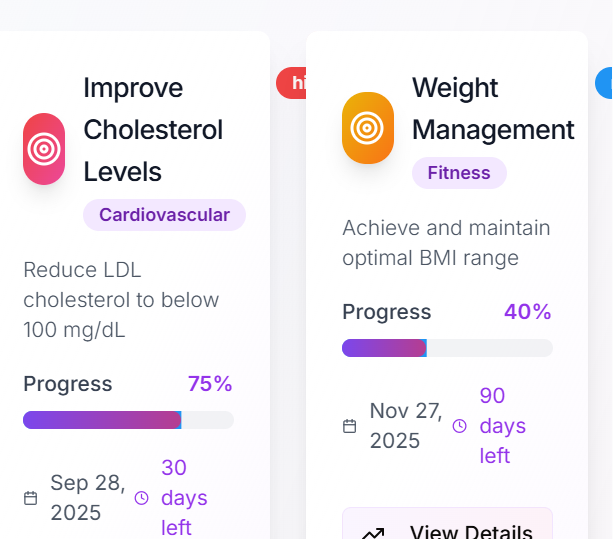 Improve
Cholesterol
Levels
Cardiovascular
Reduce LDL
cholesterol to below
100 mg/dL
Progress 75%
Sep 28,
2025
30
days
left
Weight
Management
Fitness
Achieve and maintain
optimal BMI range
Progress 40%
Nov 27,
2025
90
days
left
View Details